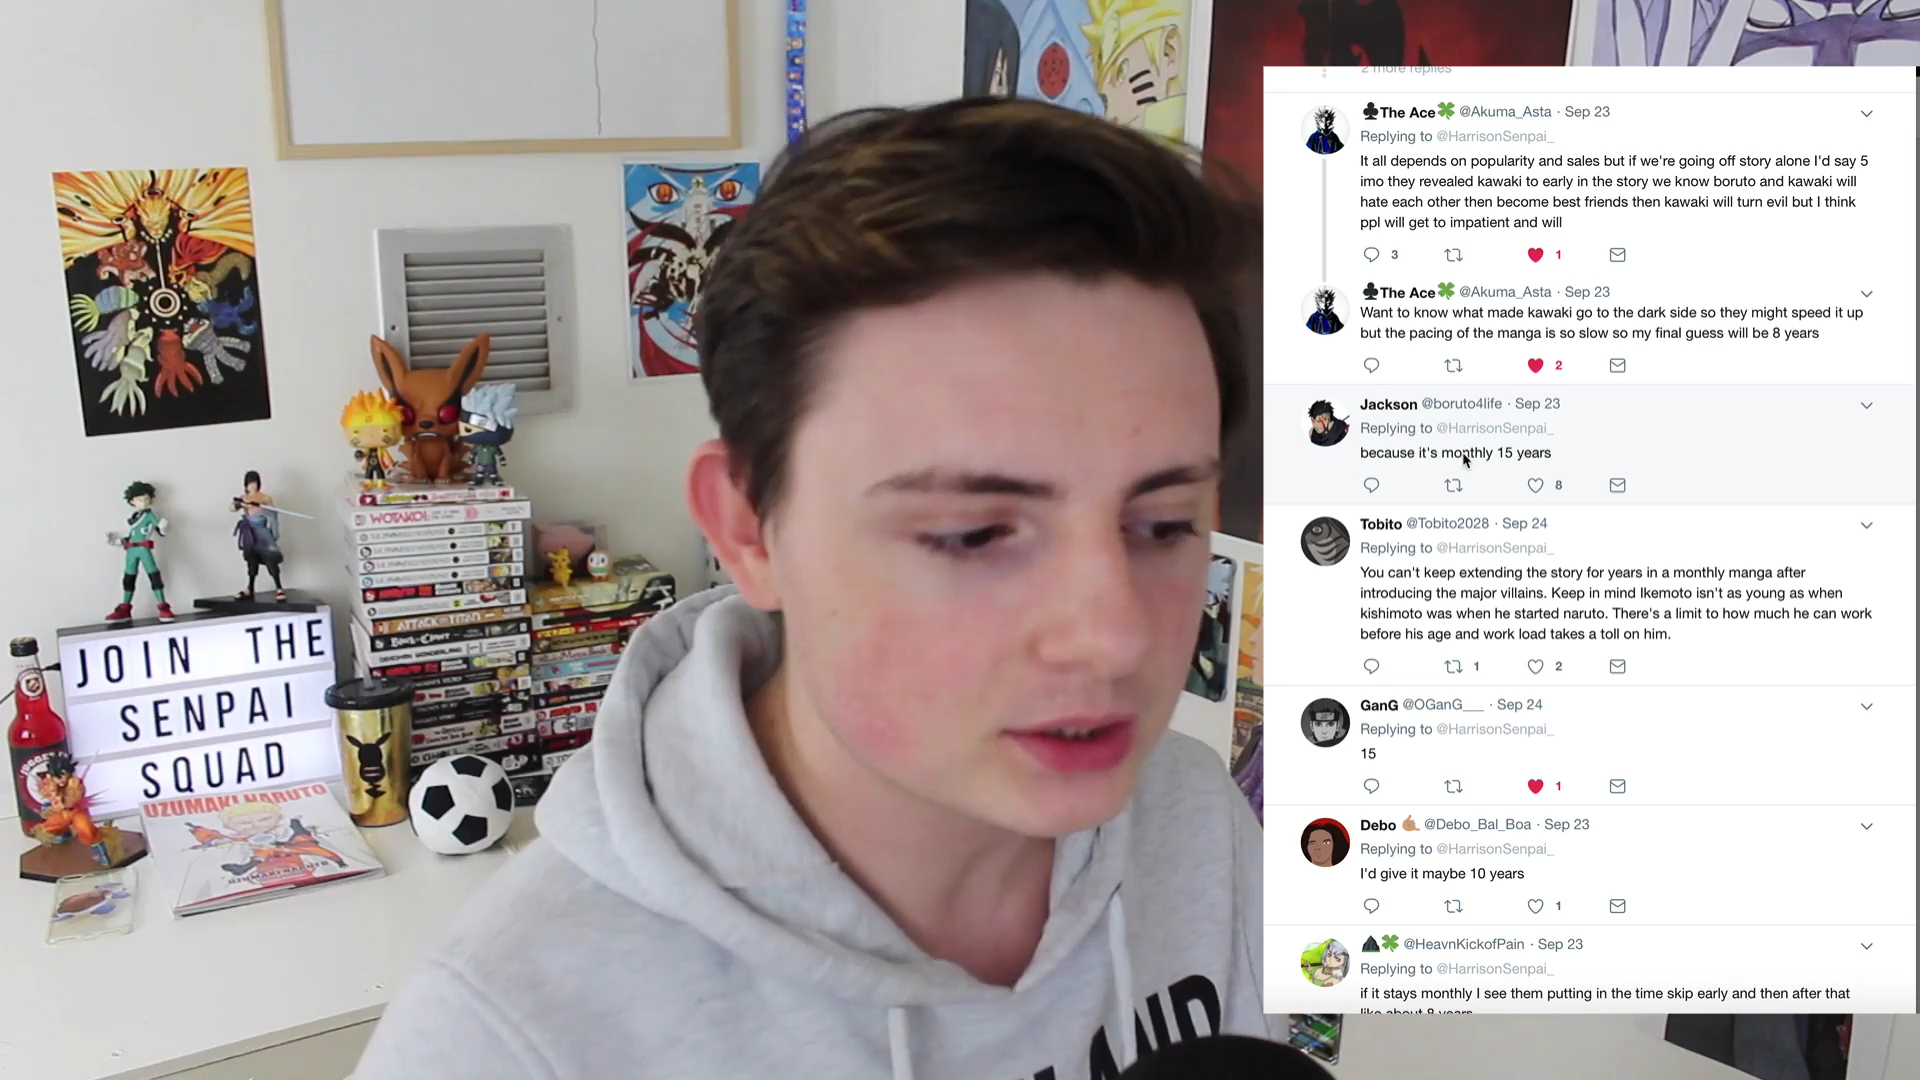 2 more replies
♣The Ace🍀 @Akuma_Asta · Sep 23
Replying to @HarrisonSenpai_
It all depends on popularity and sales but if we're going off story alone I'd say 5
imo they revealed kawaki to early in the story we know boruto and kawaki will
hate each other then become best friends then kawaki will turn evil but I think
ppl will get to impatient and will
3 1
♣The Ace🍀 @Akuma_Asta · Sep 23
Want to know what made kawaki go to the dark side so they might speed it up
but the pacing of the manga is so slow so my final guess will be 8 years
2
Jackson @boruto4life · Sep 23
Replying to @HarrisonSenpai_
because it's monthly 15 years
8
Tobito @Tobito2028 · Sep 24
Replying to @HarrisonSenpai_
You can't keep extending the story for years in a monthly manga after
introducing the major villains. Keep in mind Ikemoto isn't as young as when
kishimoto was when he started naruto. There's a limit to how much he can work
before his age and work load takes a toll on him.
1 2
GanG @OGanG___ · Sep 24
Replying to @HarrisonSenpai_
15
1
Debo @Debo_Bal_Boa · Sep 23
Replying to @HarrisonSenpai_
I'd give it maybe 10 years
1
@HeavnKickofPain · Sep 23
Replying to @HarrisonSenpai_
if it stays monthly I see them putting in the time skip early and then after that
like about 8 years
JOIN THE
SENPAI
SQUAD
UZUMAKI NARUTO
UZUMAKI NARUTO
WOTAKOI
ATTACK ON TITAN
Black Clover